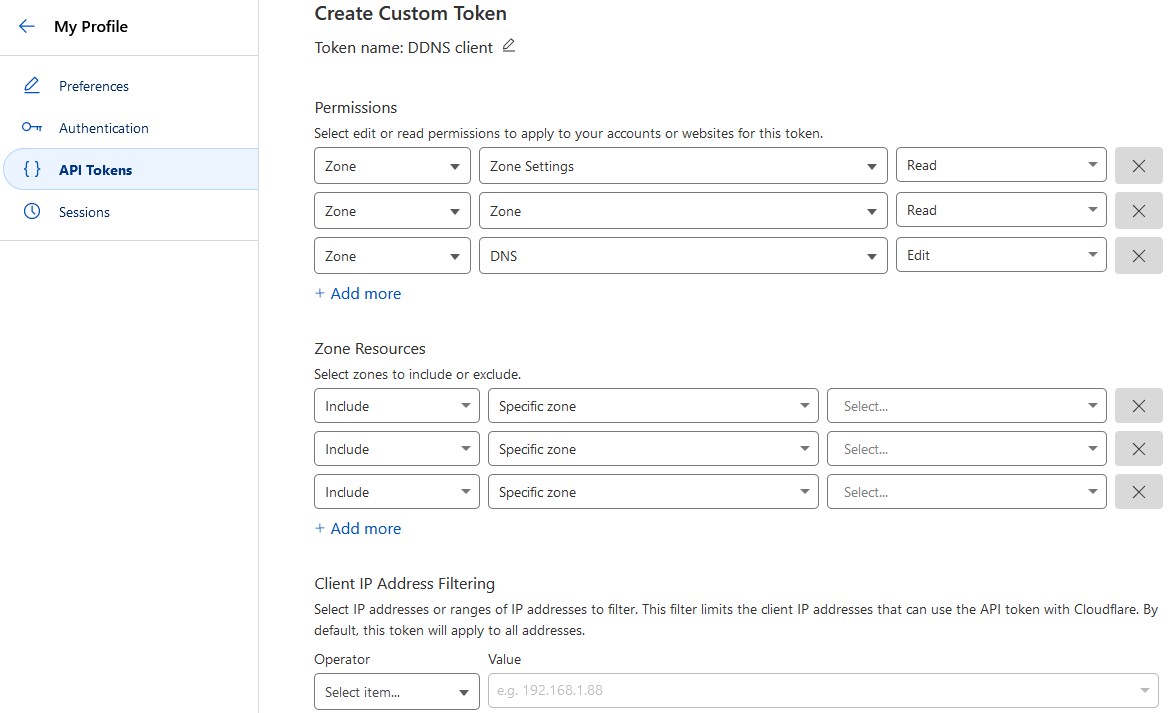 My Profile
Preferences
Authentication
API Tokens
Sessions
Create Custom Token
Token name: DDNS client
Permissions
Select edit or read permissions to apply to your accounts or websites for this token.
Zone Zone Settings Read
Zone Zone Read
Zone DNS Edit
+ Add more
Zone Resources
Select zones to include or exclude.
Include Specific zone Select...
Include Specific zone Select...
Include Specific zone Select...
+ Add more
Client IP Address Filtering
Select IP addresses or ranges of IP addresses to filter. This filter limits the client IP addresses that can use the API token with Cloudflare. By
default, this token will apply to all addresses.
Operator Value
Select item... e.g. 192.168.1.88